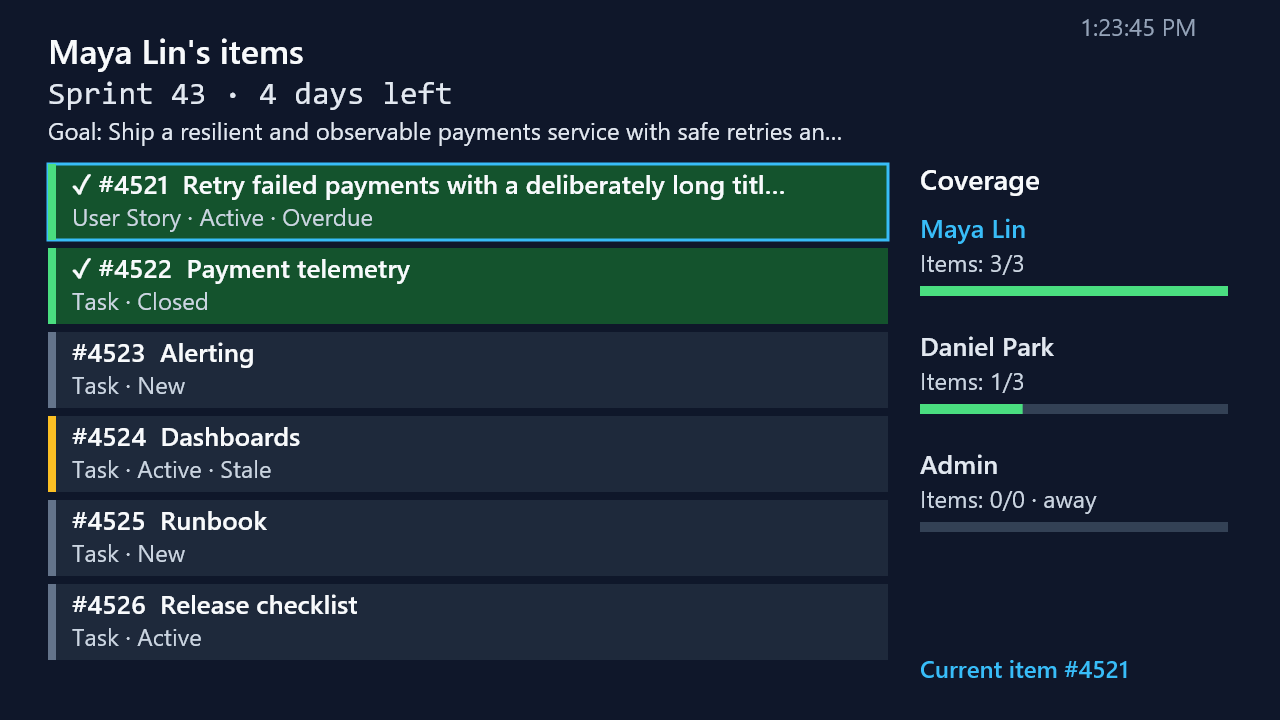 1:23:45 PM
Maya Lin's items
Sprint 43 · 4 days left
Goal: Ship a resilient and observable payments service with safe retries an...
✓ #4521 Retry failed payments with a deliberately long titl...
User Story · Active · Overdue
✓ #4522 Payment telemetry
Task · Closed
#4523 Alerting
Task · New
#4524 Dashboards
Task · Active · Stale
#4525 Runbook
Task · New
#4526 Release checklist
Task · Active
Coverage
Maya Lin
Items: 3/3
Daniel Park
Items: 1/3
Admin
Items: 0/0 · away
Current item #4521